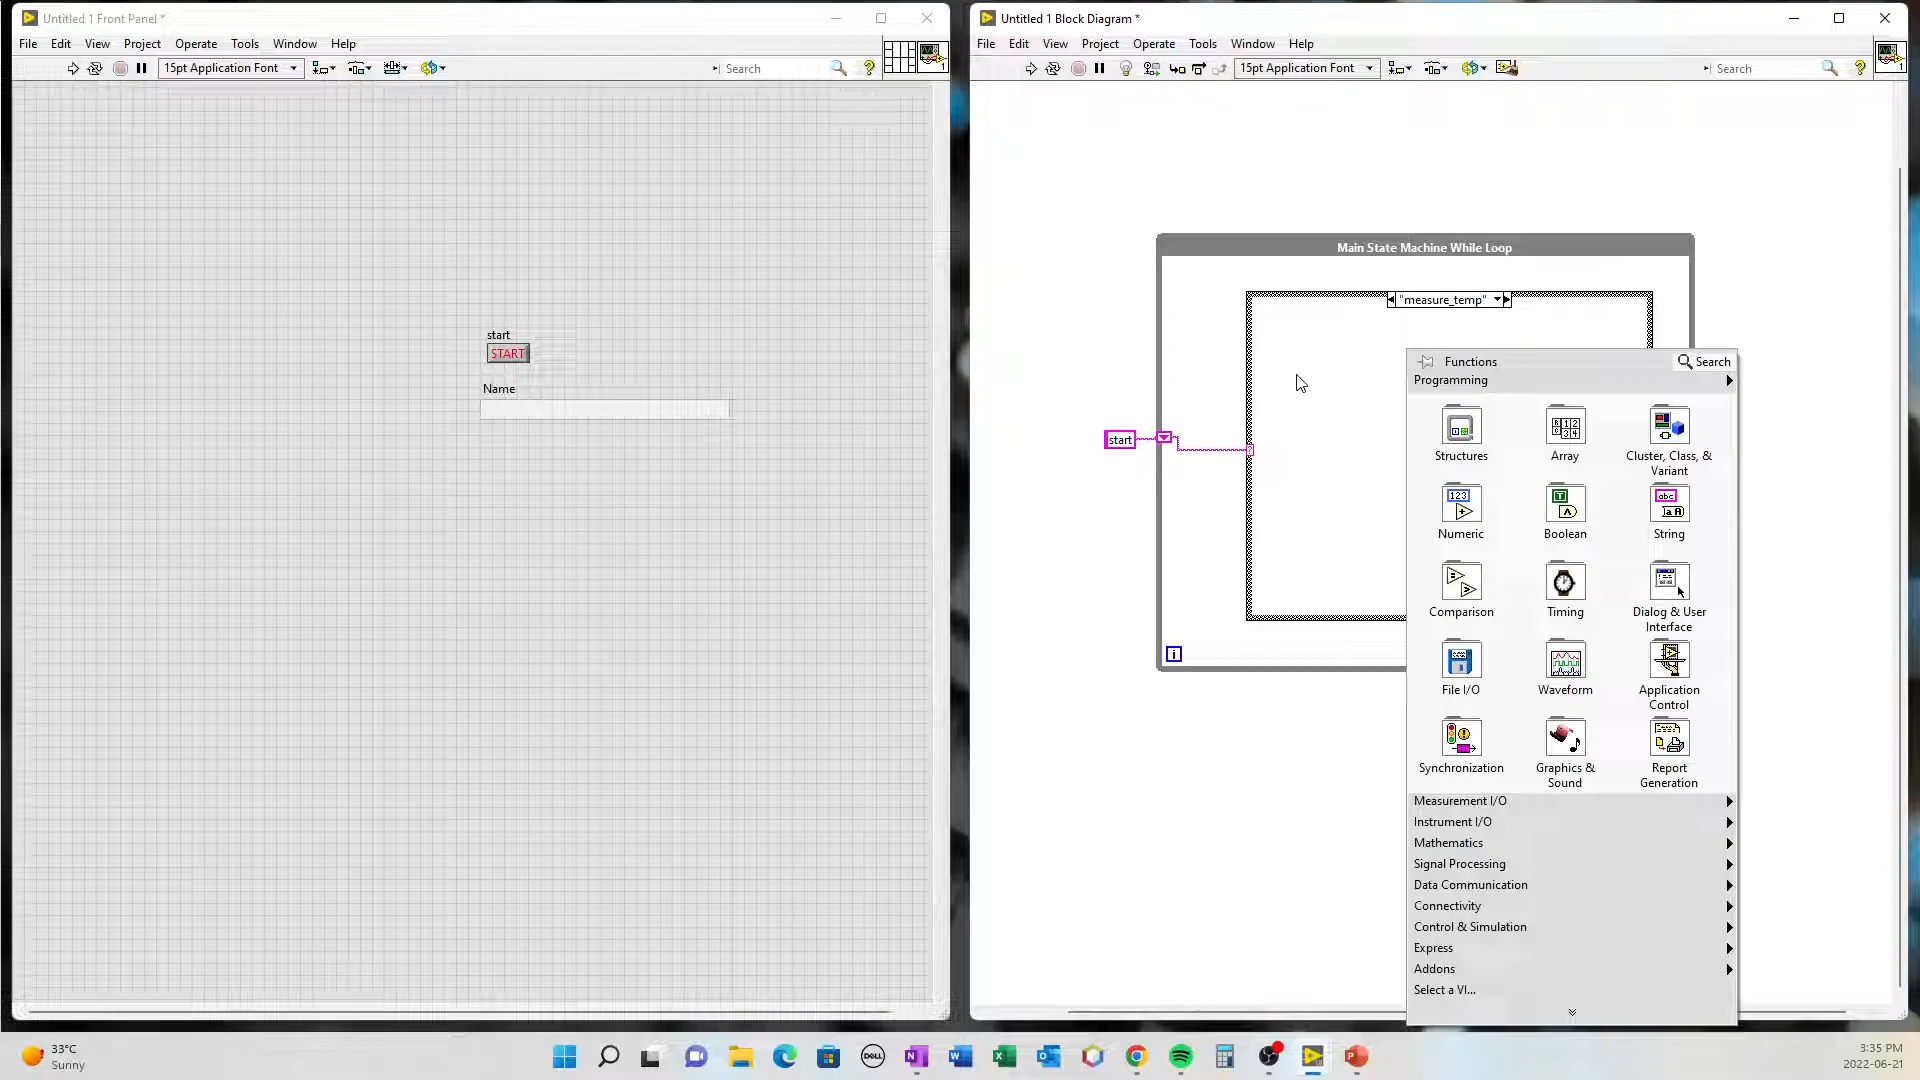 Untitled 1 Front Panel *
File Edit View Project Operate Tools Window Help
15pt Application Font
Search
1
start
START
Name
Untitled 1 Block Diagram *
File Edit View Project Operate Tools Window Help
15pt Application Font
Search
1
Main State Machine While Loop
"measure_temp"
start
?
i
Functions
Search
Programming
Structures
Array
Cluster, Class, &
Variant
Numeric
Boolean
String
Comparison
Timing
Dialog & User
Interface
File I/O
Waveform
Application
Control
Synchronization
Graphics &
Sound
Report
Generation
Measurement I/O
Instrument I/O
Mathematics
Signal Processing
Data Communication
Connectivity
Control & Simulation
Express
Addons
Select a VI...
33°C
Sunny
3:35 PM
2022-06-21